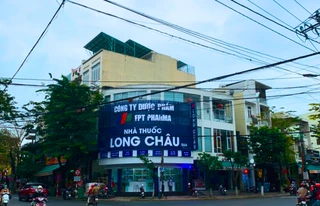 CÔNG TY DƯỢC PHẨM
FPT PHARMA
NHÀ THUỐC
LONG CHÂU